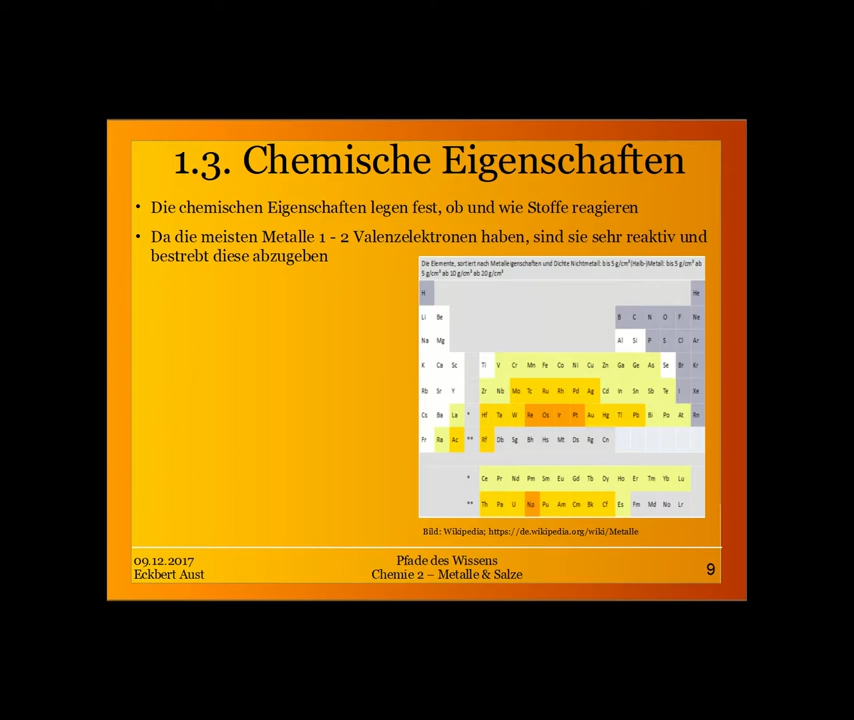 1.3. Chemische Eigenschaften
• Die chemischen Eigenschaften legen fest, ob und wie Stoffe reagieren
• Da die meisten Metalle 1 - 2 Valenzelektronen haben, sind sie sehr reaktiv und
bestrebt diese abzugeben
Die Elemente, sortiert nach Metalleigenschaften und Dichte Nichtmetall: bis 5 g/cm³(Halb-)Metall: bis 5 g/cm³ ab
5 g/cm³ ab 10 g/cm³ ab 20 g/cm³
H He
Li Be B C N O F Ne
Na Mg Al Si P S Cl Ar
K Ca Sc Ti V Cr Mn Fe Co Ni Cu Zn Ga Ge As Se Br Kr
Rb Sr Y Zr Nb Mo Tc Ru Rh Pd Ag Cd In Sn Sb Te I Xe
Cs Ba La * Hf Ta W Re Os Ir Pt Au Hg Tl Pb Bi Po At Rn
Fr Ra Ac ** Rf Db Sg Bh Hs Mt Ds Rg Cn
* Ce Pr Nd Pm Sm Eu Gd Tb Dy Ho Er Tm Yb Lu
** Th Pa U Np Pu Am Cm Bk Cf Es Fm Md No Lr
Bild: Wikipedia; https://de.wikipedia.org/wiki/Metalle
09.12.2017
Eckbert Aust
Pfade des Wissens
Chemie 2 – Metalle & Salze
9